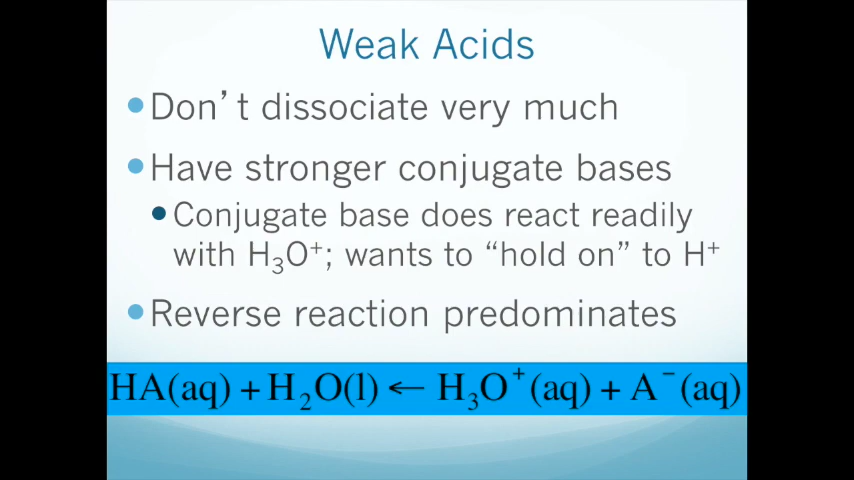 Weak Acids
•Don't dissociate very much
•Have stronger conjugate bases
•Conjugate base does react readily
with H₃O⁺; wants to “hold on” to H⁺
•Reverse reaction predominates
HA(aq) + H₂O(l) ← H₃O⁺(aq) + A⁻(aq)